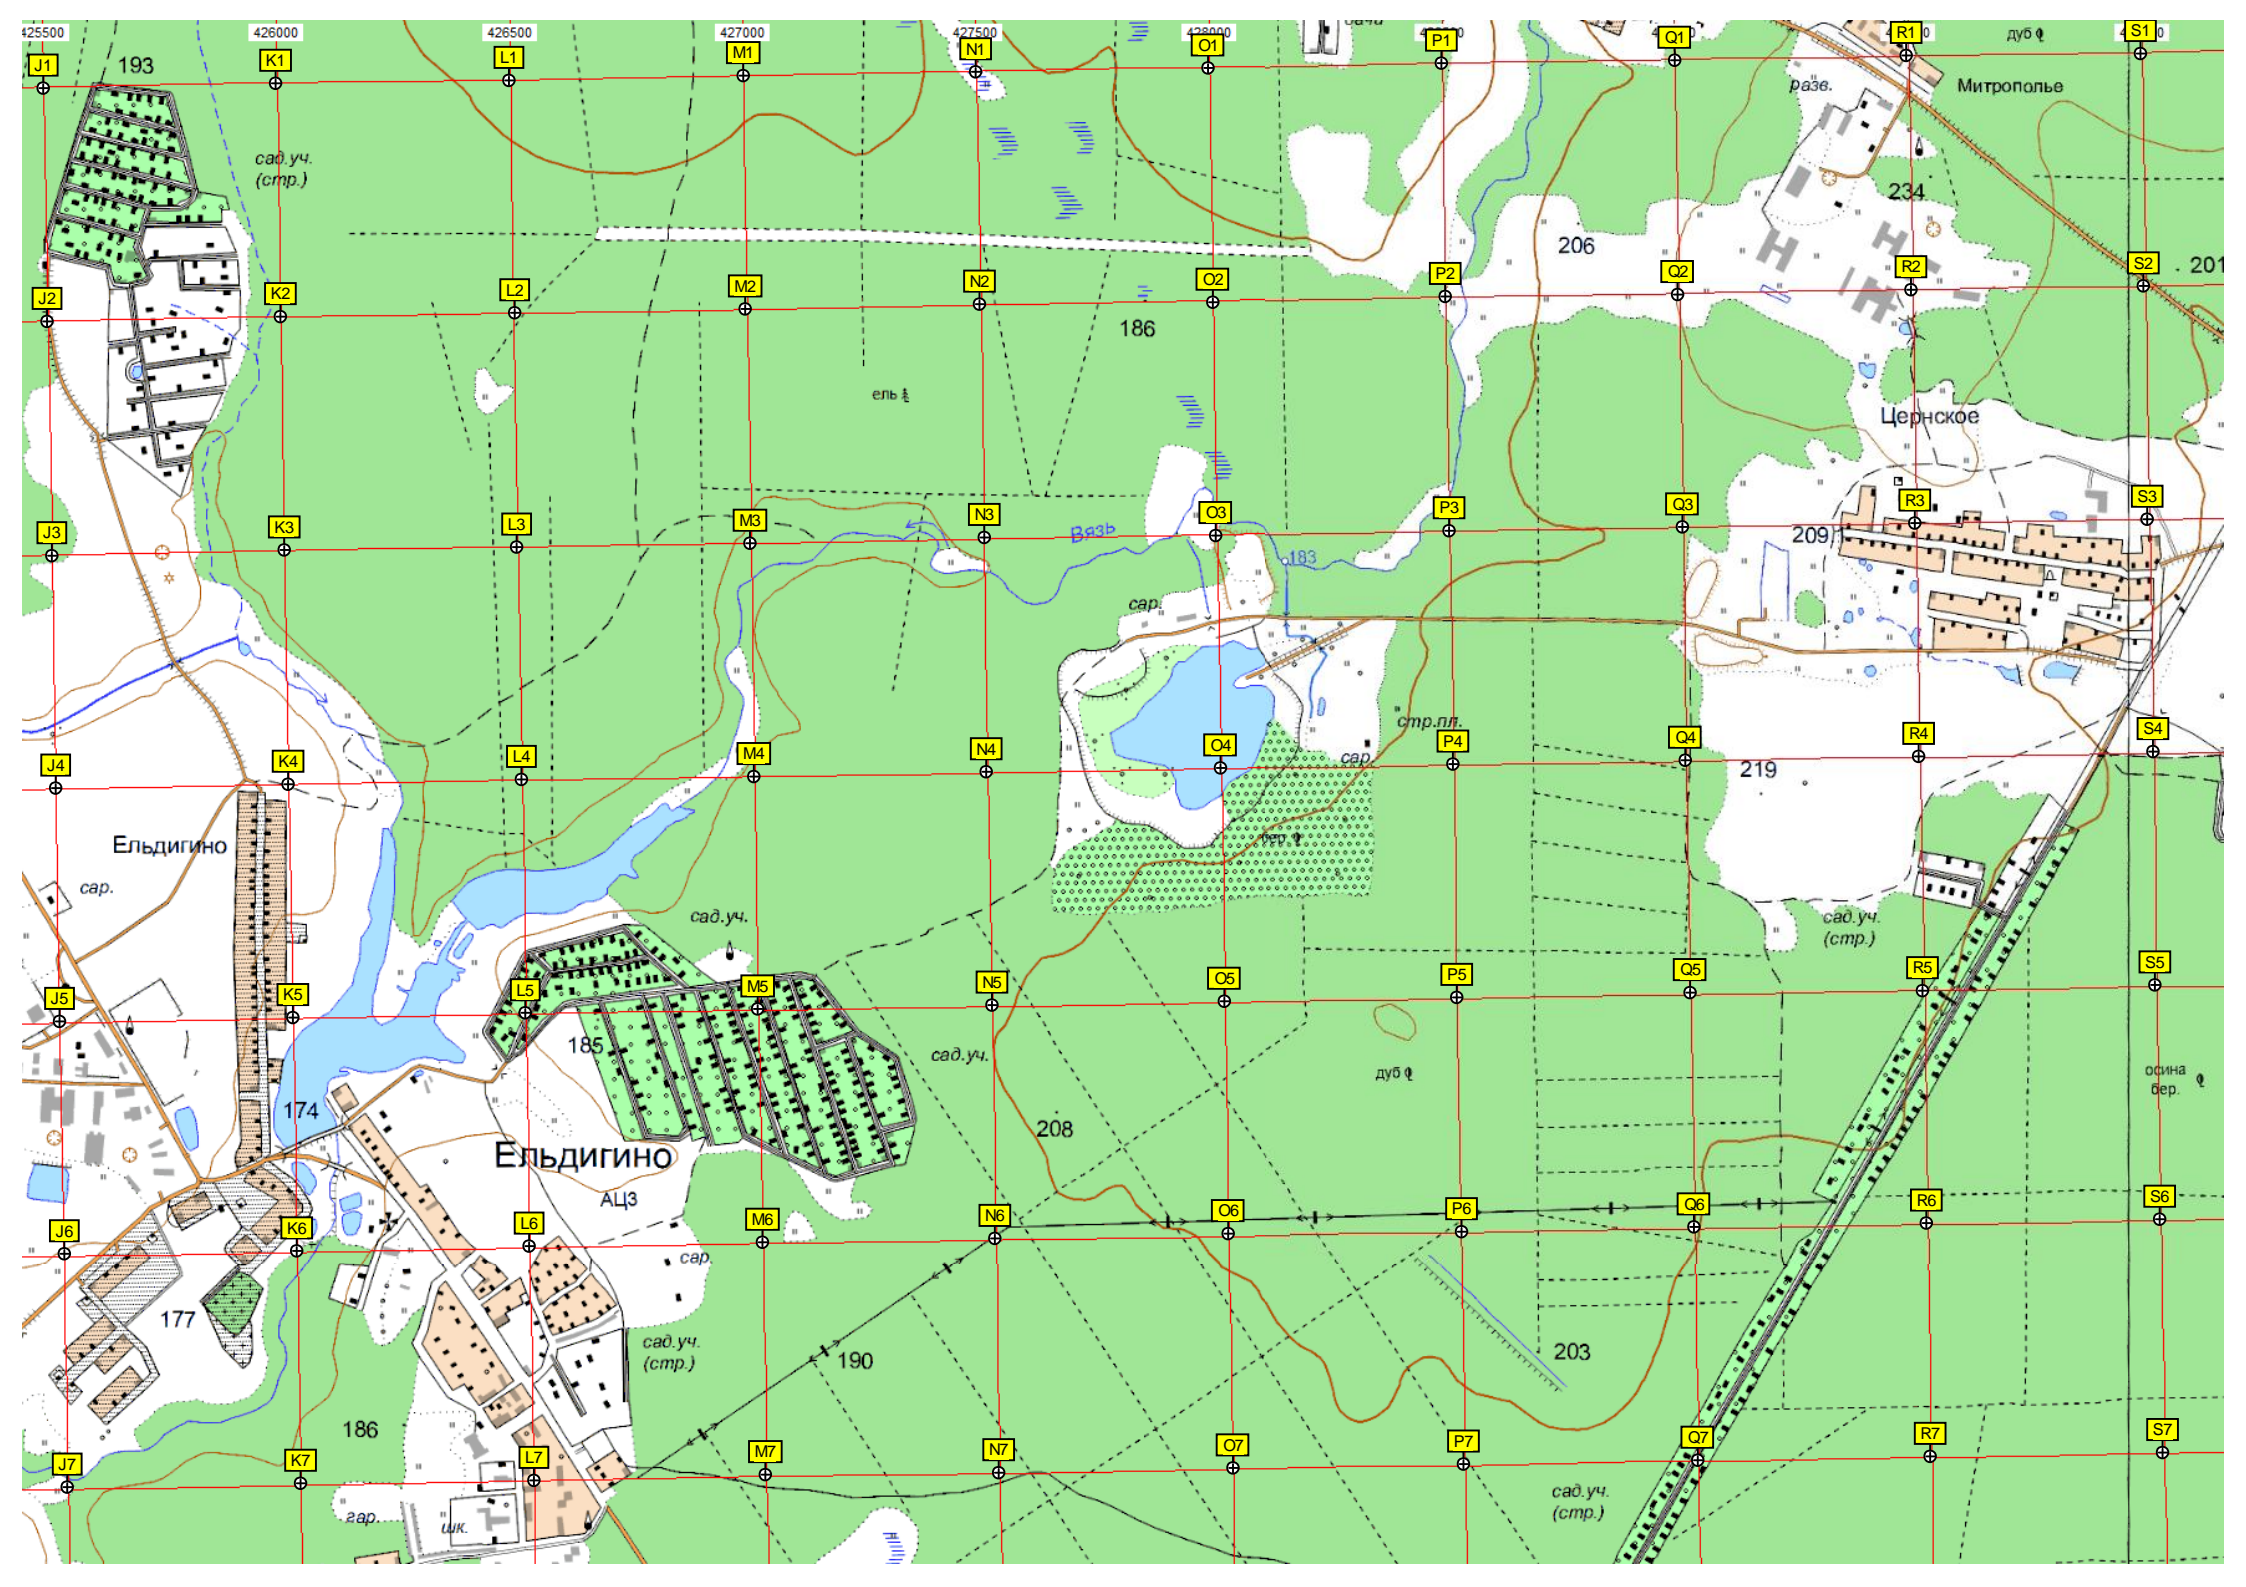 425500 426000 426500 427000 427500 428000
J1 K1 L1 M1 N1 O1 P1 Q1 R1 S1
193
дуб
разв.
Митрополье
сад.уч.
(стр.)
234
206
201
J2 K2 L2 M2 N2 O2 P2 Q2 R2 S2
186
ель
Цернское
J3 K3 L3 M3 N3 O3 P3 Q3 R3 S3
Вязь
209
183
сар.
стр.пл.
J4 K4 L4 M4 N4 O4 P4 Q4 R4 S4
сар.
219
Ельдигино
бер.
сар.
сад.уч.
сад.уч.
(стр.)
J5 K5 L5 M5 N5 O5 P5 Q5 R5 S5
185
сад.уч.
дуб
осина
бер.
174
208
Ельдигино
АЦЗ
J6 K6 L6 M6 N6 O6 P6 Q6 R6 S6
сар.
177
сад.уч.
(стр.)
190
203
186
J7 K7 L7 M7 N7 O7 P7 Q7 R7 S7
сад.уч.
(стр.)
гар.
шк.